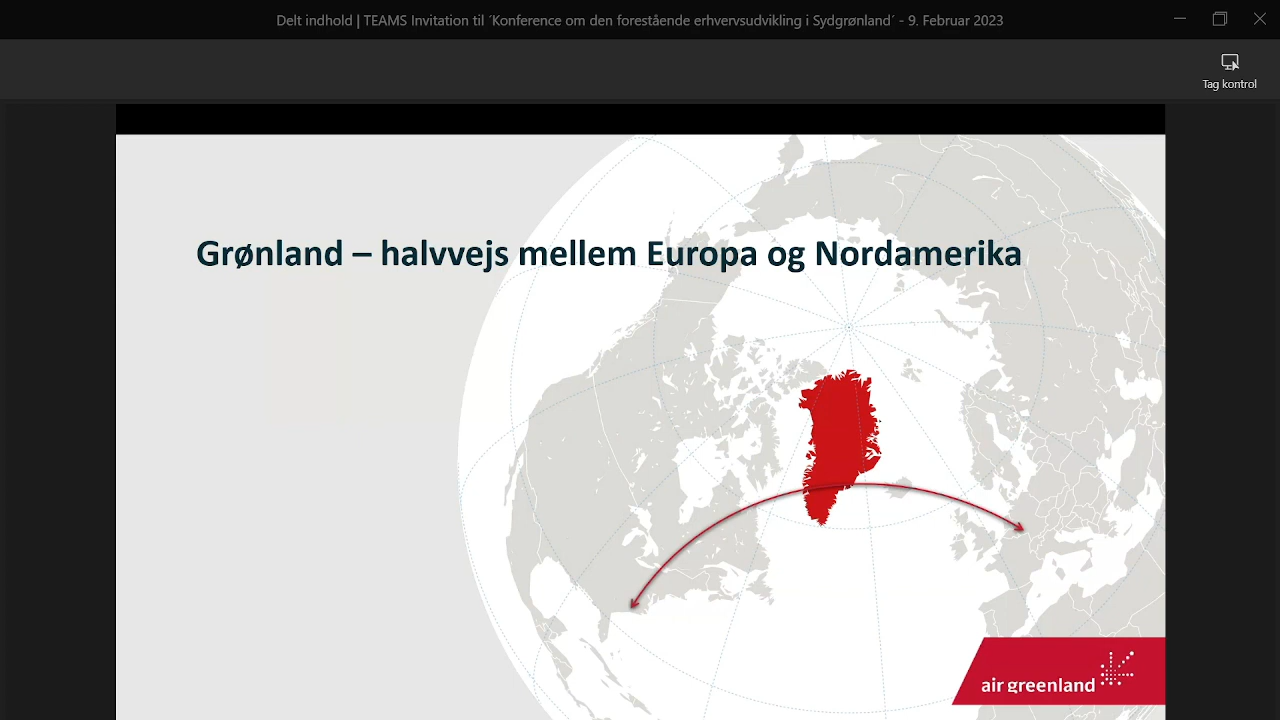 Delt indhold | TEAMS Invitation til ´Konference om den forestående erhvervsudvikling i Sydgrønland´ - 9. Februar 2023
Tag kontrol
Grønland – halvvejs mellem Europa og Nordamerika
air greenland